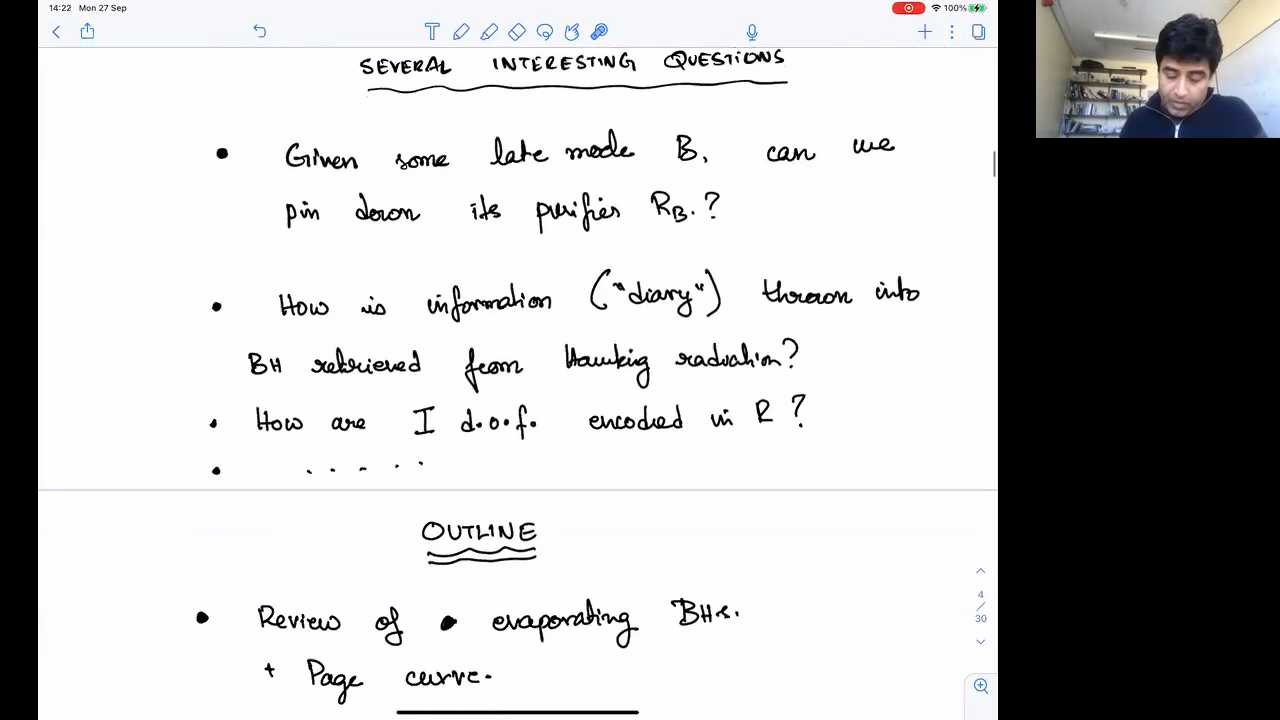 14:22 Mon 27 Sep
100%
SEVERAL INTERESTING QUESTIONS
• Given some late mode B, can we
pin down its purifier R_B.?
• How is information ("diary") thrown into
BH retrieved from Hawking radiation?
• How are I d.o.f. encoded in R?
• . . . . .
OUTLINE
• Review of evaporating BHs.
+ Page curve.
4
/
30